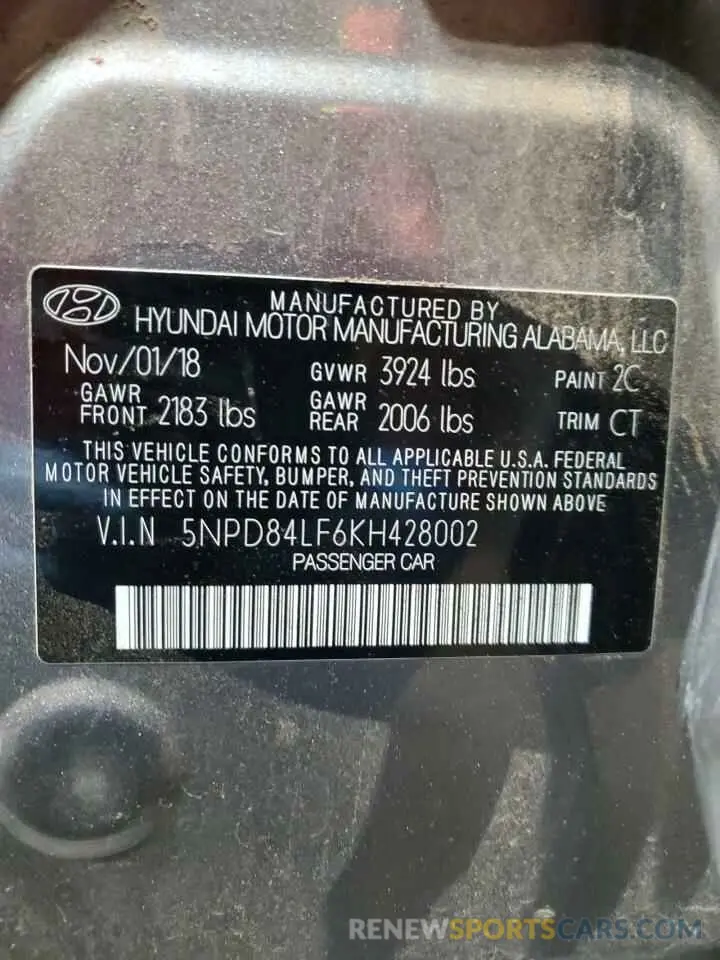 MANUFACTURED BY
HYUNDAI MOTOR MANUFACTURING ALABAMA, LLC
Nov/01/18 GVWR 3924 lbs PAINT 2C
GAWR FRONT 2183 lbs GAWR REAR 2006 lbs TRIM CT
THIS VEHICLE CONFORMS TO ALL APPLICABLE U.S.A. FEDERAL
MOTOR VEHICLE SAFETY, BUMPER, AND THEFT PREVENTION STANDARDS
IN EFFECT ON THE DATE OF MANUFACTURE SHOWN ABOVE
V.I.N 5NPD84LF6KH428002
PASSENGER CAR
RENEWSPORTSCARS.COM